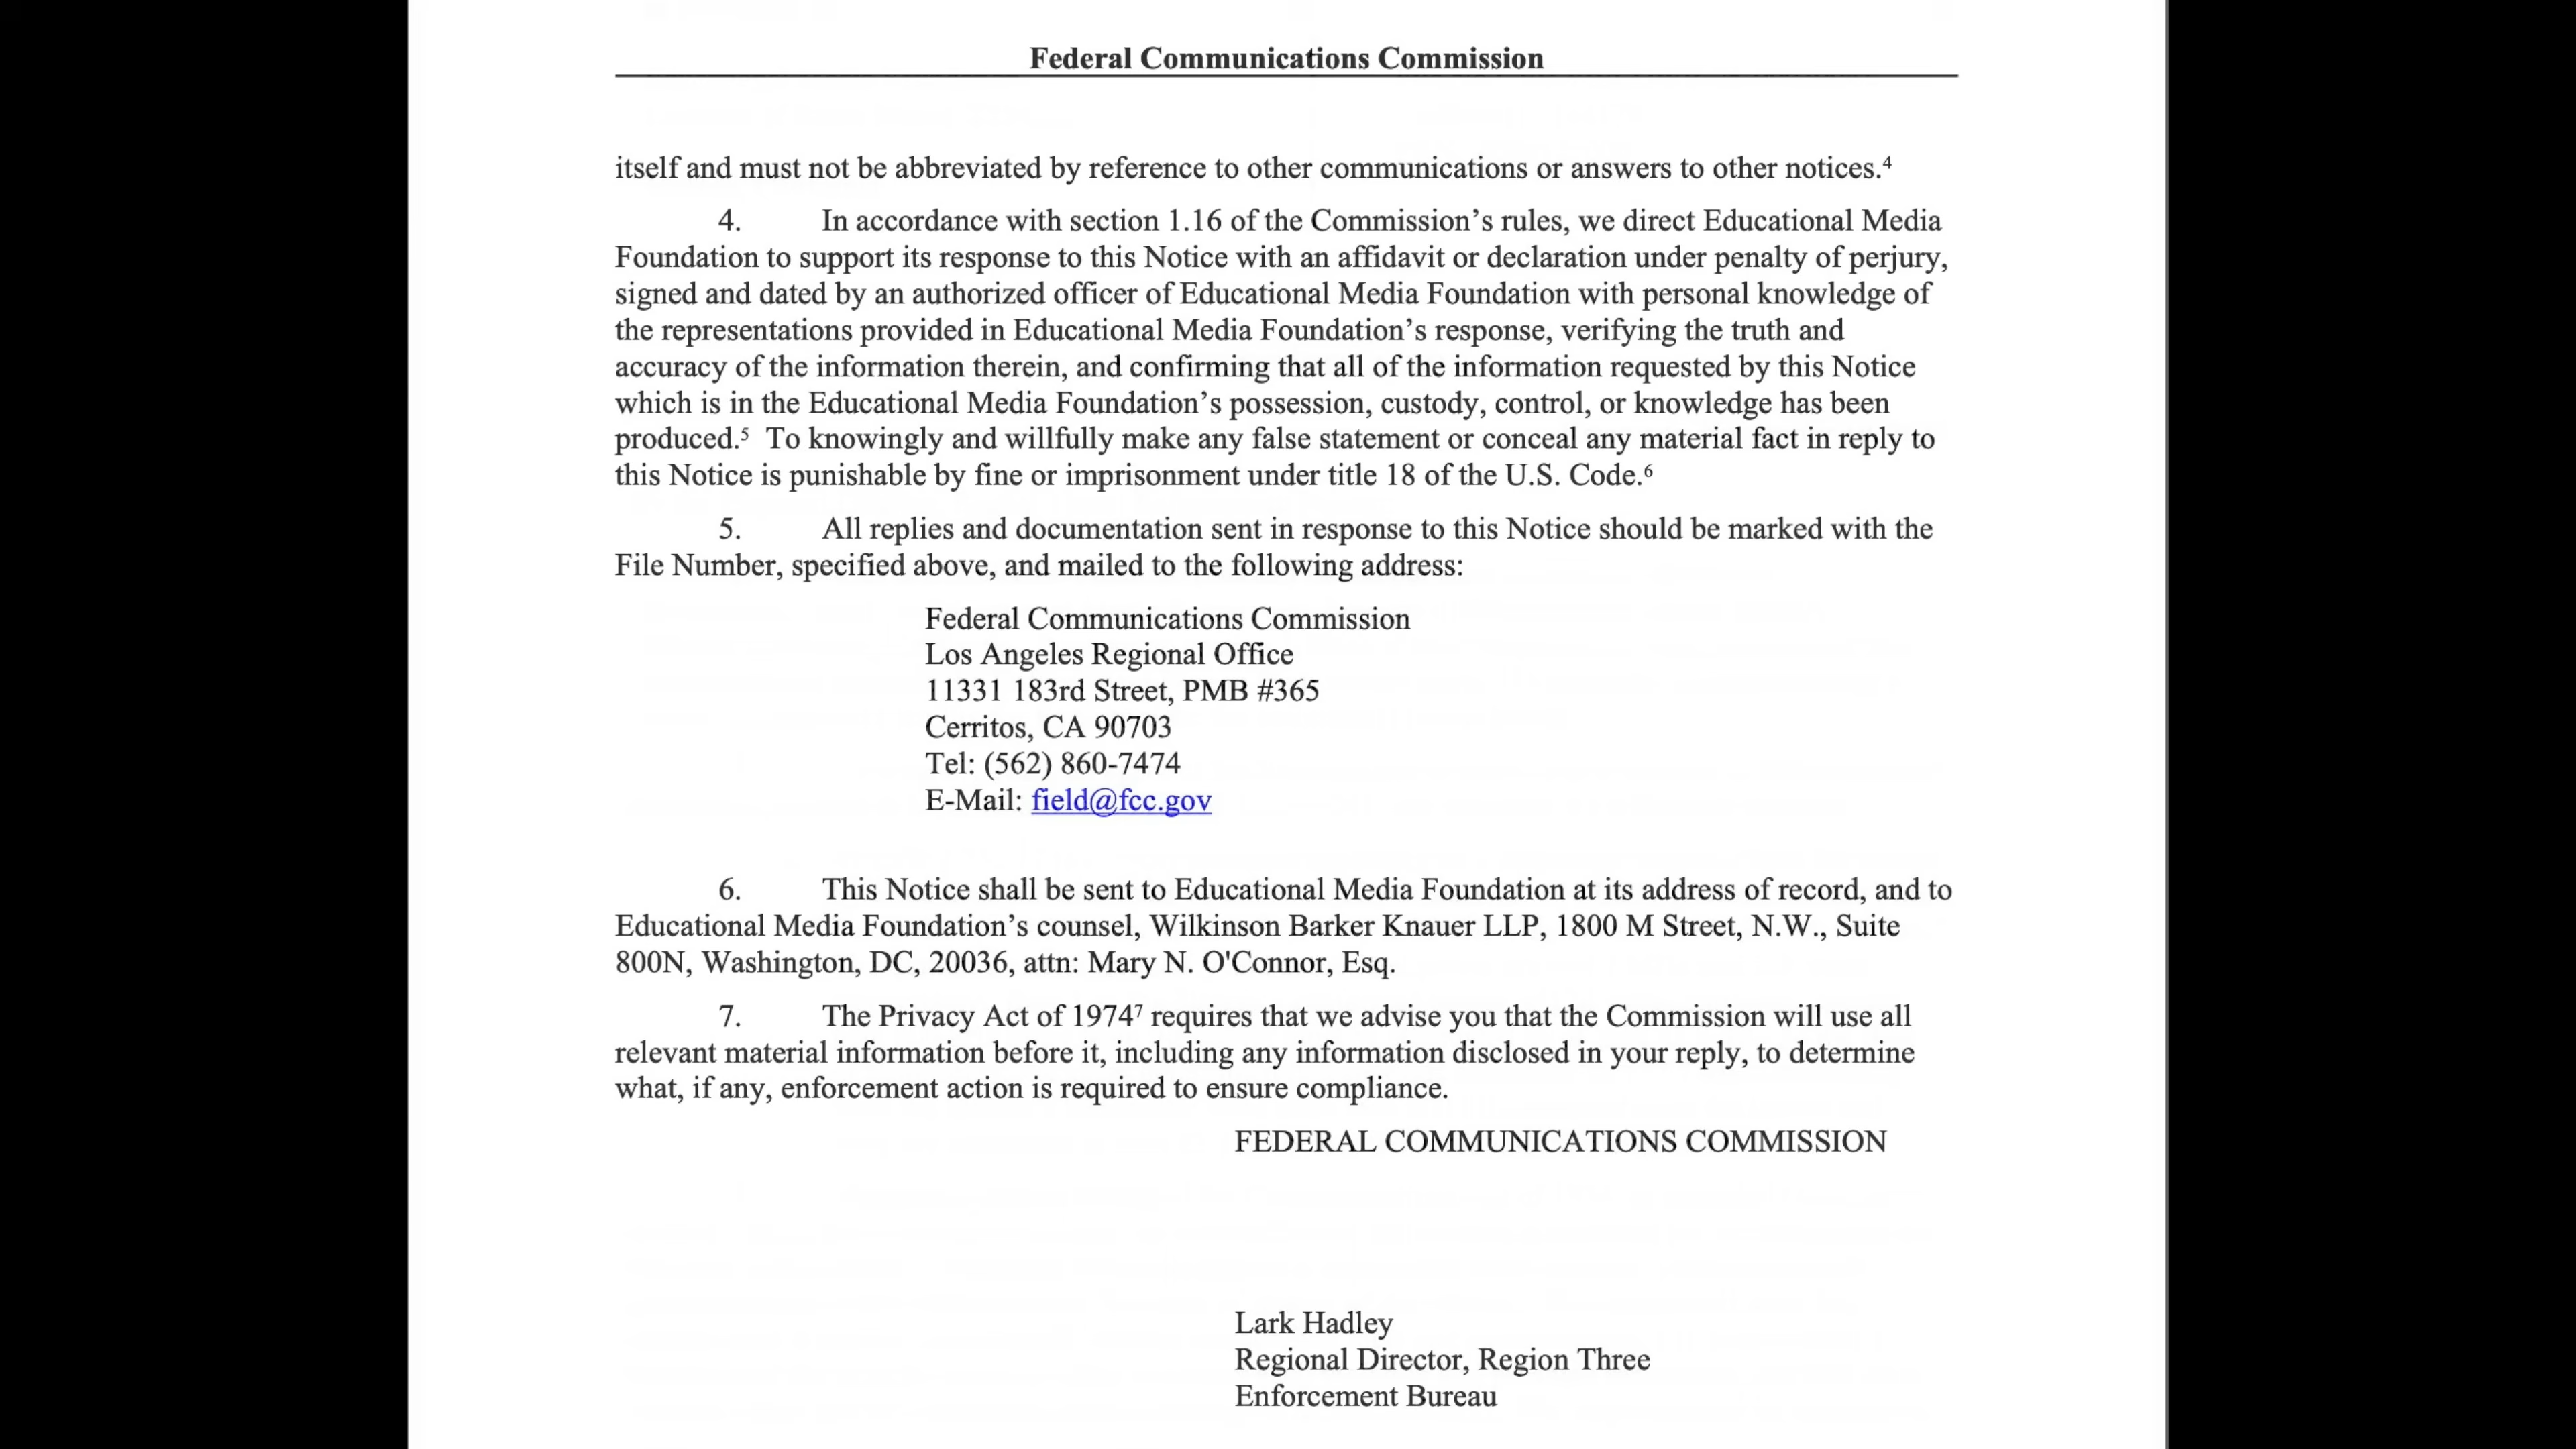 Federal Communications Commission
itself and must not be abbreviated by reference to other communications or answers to other notices.⁴
4. In accordance with section 1.16 of the Commission’s rules, we direct Educational Media
Foundation to support its response to this Notice with an affidavit or declaration under penalty of perjury,
signed and dated by an authorized officer of Educational Media Foundation with personal knowledge of
the representations provided in Educational Media Foundation’s response, verifying the truth and
accuracy of the information therein, and confirming that all of the information requested by this Notice
which is in the Educational Media Foundation’s possession, custody, control, or knowledge has been
produced.⁵ To knowingly and willfully make any false statement or conceal any material fact in reply to
this Notice is punishable by fine or imprisonment under title 18 of the U.S. Code.⁶
5. All replies and documentation sent in response to this Notice should be marked with the
File Number, specified above, and mailed to the following address:
Federal Communications Commission
Los Angeles Regional Office
11331 183rd Street, PMB #365
Cerritos, CA 90703
Tel: (562) 860-7474
E-Mail: field@fcc.gov
6. This Notice shall be sent to Educational Media Foundation at its address of record, and to
Educational Media Foundation’s counsel, Wilkinson Barker Knauer LLP, 1800 M Street, N.W., Suite
800N, Washington, DC, 20036, attn: Mary N. O'Connor, Esq.
7. The Privacy Act of 1974⁷ requires that we advise you that the Commission will use all
relevant material information before it, including any information disclosed in your reply, to determine
what, if any, enforcement action is required to ensure compliance.
FEDERAL COMMUNICATIONS COMMISSION
Lark Hadley
Regional Director, Region Three
Enforcement Bureau